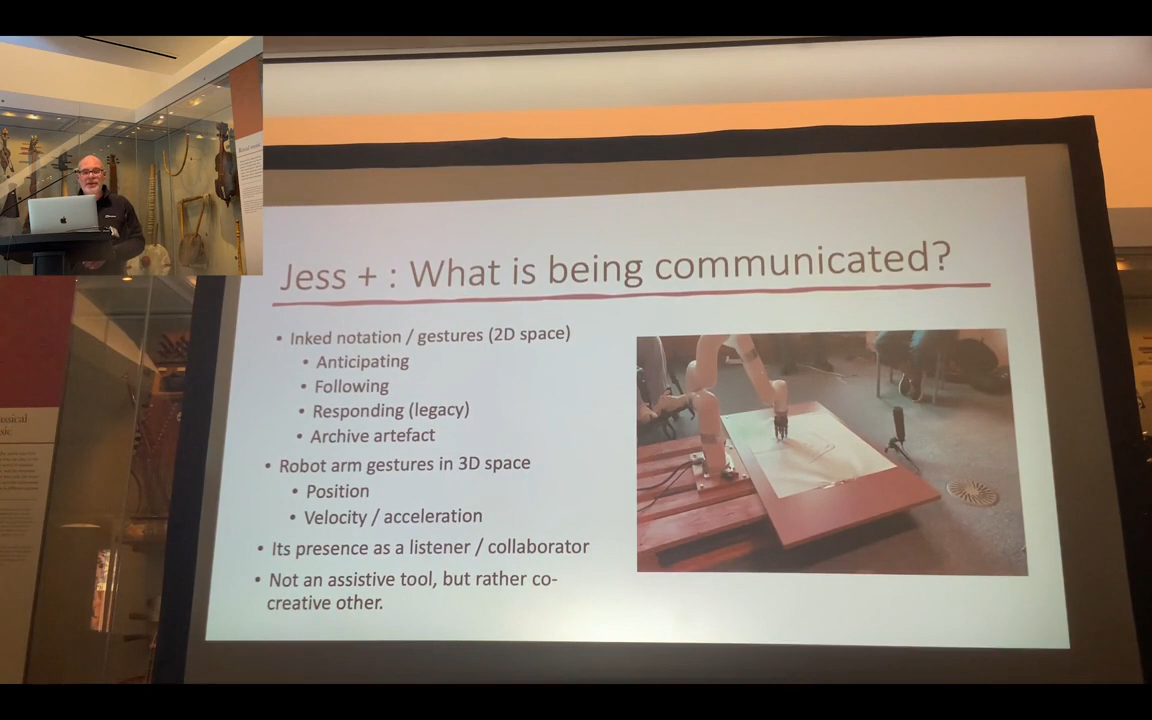 Jess + : What is being communicated?
• Inked notation / gestures (2D space)
• Anticipating
• Following
• Responding (legacy)
• Archive artefact
• Robot arm gestures in 3D space
• Position
• Velocity / acceleration
• Its presence as a listener / collaborator
• Not an assistive tool, but rather co-
creative other.